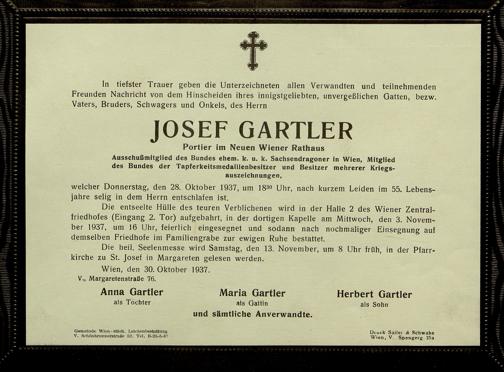 In tiefster Trauer geben die Unterzeichneten allen Verwandten und teilnehmenden
Freunden Nachricht von dem Hinscheiden ihres innigstgeliebten, unvergeßlichen Gatten, bezw.
Vaters, Bruders, Schwagers und Onkels, des Herrn
JOSEF GARTLER
Portier im Neuen Wiener Rathaus
Ausschußmitglied des Bundes ehem. k. u. k. Sachsendragoner in Wien, Mitglied
des Bundes der Tapferkeitsmedaillenbesitzer und Besitzer mehrerer Kriegs-
auszeichnungen,
welcher Donnerstag, den 28. Oktober 1937, um 18³⁰ Uhr, nach kurzem Leiden im 55. Lebens-
jahre selig in dem Herrn entschlafen ist.
Die entseelte Hülle des teuren Verblichenen wird in der Halle 2 des Wiener Zentral-
friedhofes (Eingang 2. Tor) aufgebahrt, in der dortigen Kapelle am Mittwoch, den 3. Novem-
ber 1937, um 16 Uhr, feierlich eingesegnet und sodann nach nochmaliger Einsegnung auf
demselben Friedhofe im Familiengrabe zur ewigen Ruhe bestattet.
Die heil. Seelenmesse wird Samstag, den 13. November, um 8 Uhr früh, in der Pfarr-
kirche zu St. Josef in Margareten gelesen werden.
Wien, den 30. Oktober 1937.
V., Margaretenstraße 76.
Anna Gartler Maria Gartler Herbert Gartler
als Tochter als Gattin als Sohn
und sämtliche Anverwandte.
Gemeinde Wien—städt. Leichenbestattung Druck Sailer & Schwabe
V. Schönbrunnerstraße Tel. Wien, V. Spengerg.